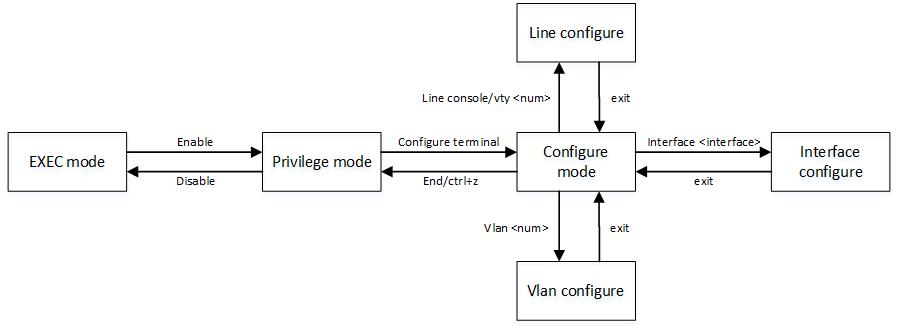 Line configure
Line console/vty <num>
exit
EXEC mode
Enable
Disable
Privilege mode
Configure terminal
End/ctrl+z
Configure
mode
Interface <interface>
exit
Interface
configure
Vlan <num>
exit
Vlan configure